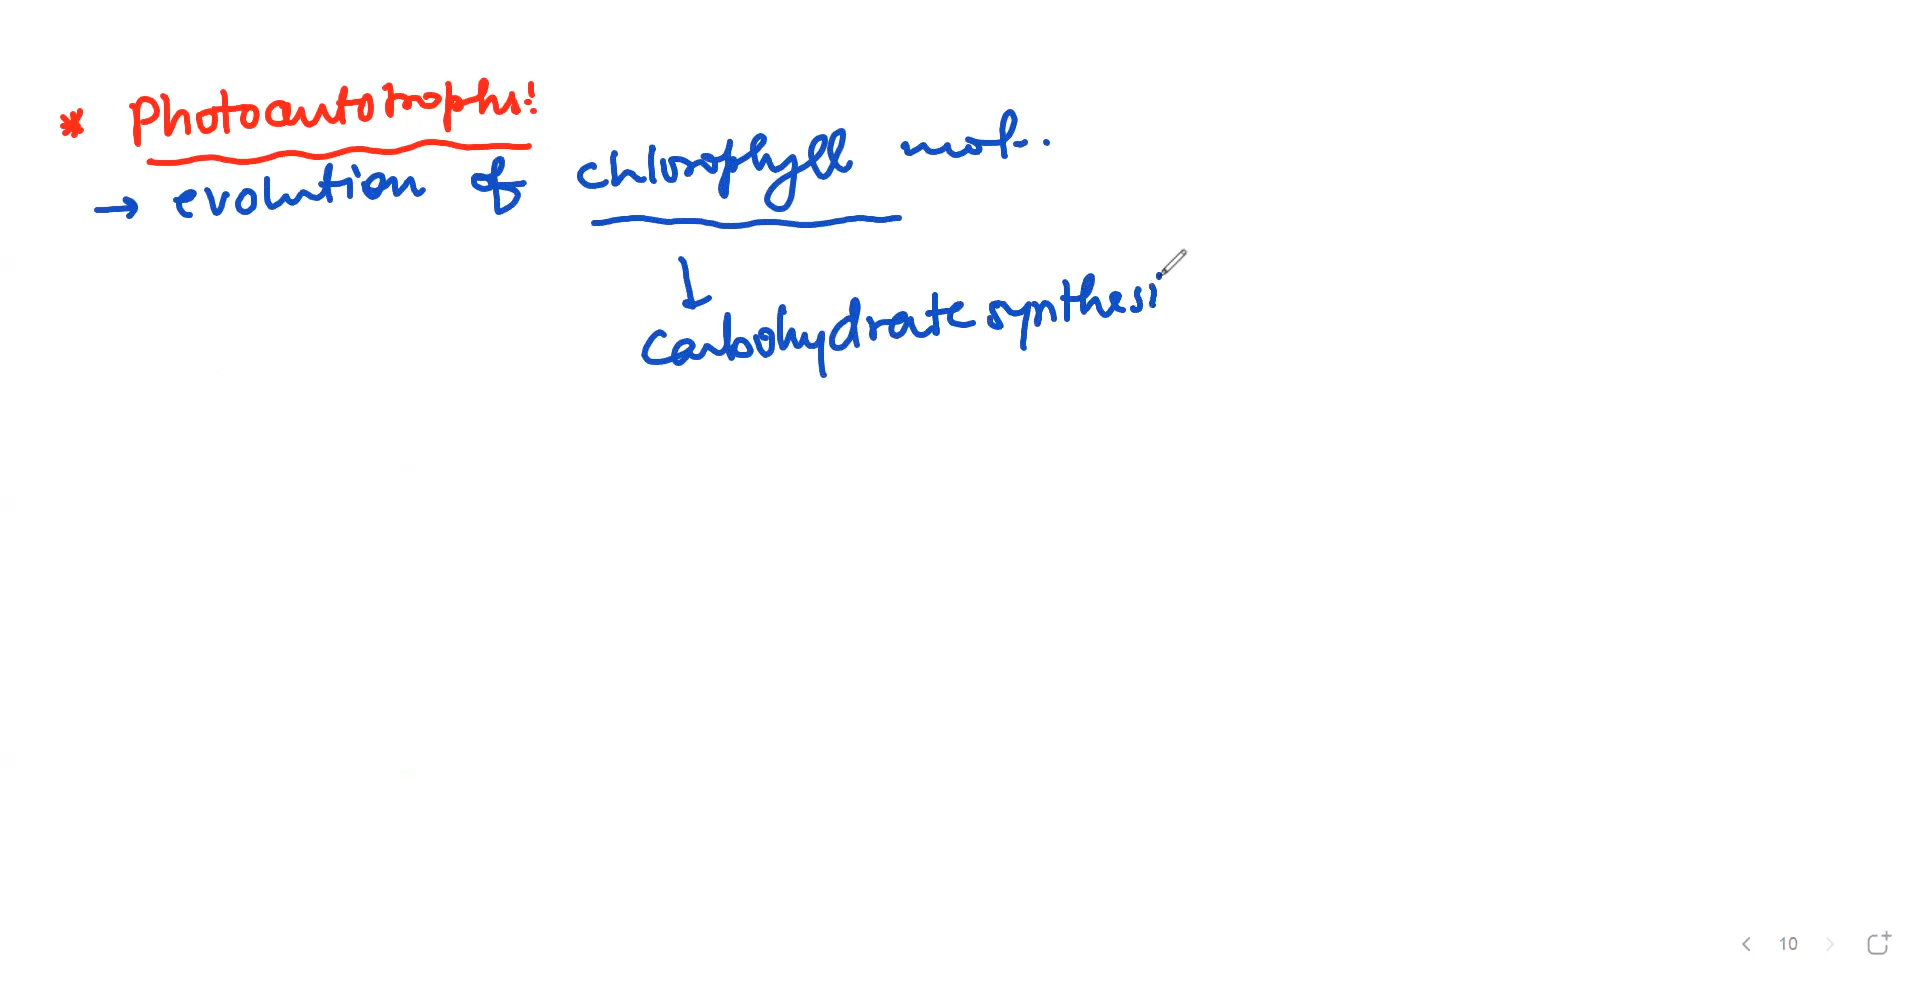 * Photoautotrophs:
→ evolution of chlorophyll mol.
↓
carbohydrate synthesi
10